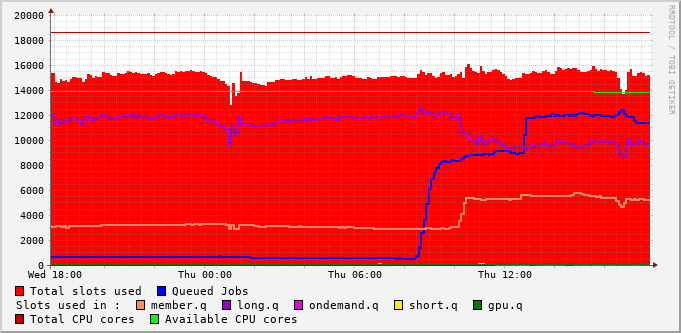 20000
18000
16000
14000
12000
10000
8000
6000
4000
2000
0
Wed 18:00 Thu 00:00 Thu 06:00 Thu 12:00
RRDTOOL / TOBI OETIKER
Total slots used Queued Jobs
Slots used in : member.q long.q ondemand.q short.q gpu.q
Total CPU cores Available CPU cores